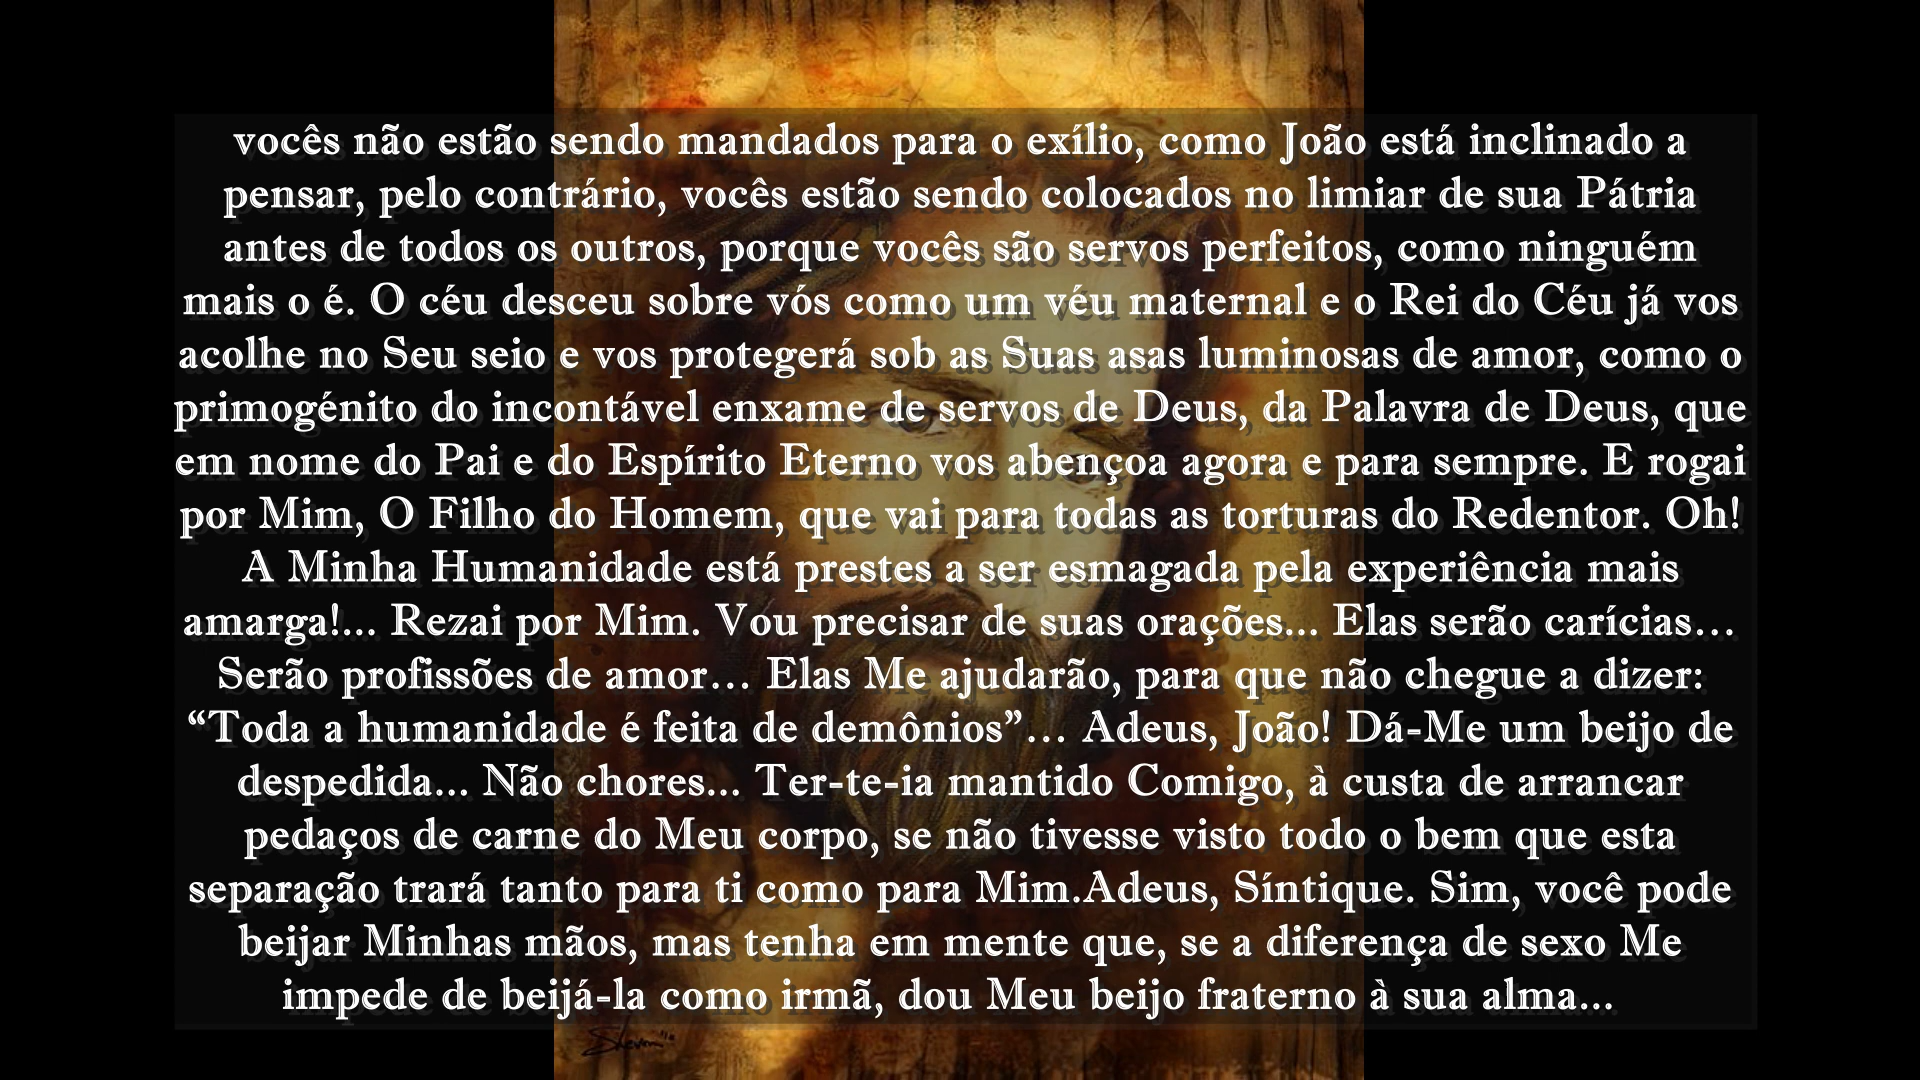 vocês não estão sendo mandados para o exílio, como João está inclinado a
pensar, pelo contrário, vocês estão sendo colocados no limiar de sua Pátria
antes de todos os outros, porque vocês são servos perfeitos, como ninguém
mais o é. O céu desceu sobre vós como um véu maternal e o Rei do Céu já vos
acolhe no Seu seio e vos protegerá sob as Suas asas luminosas de amor, como o
primogénito do incontável enxame de servos de Deus, da Palavra de Deus, que
em nome do Pai e do Espírito Eterno vos abençoa agora e para sempre. E rogai
por Mim, O Filho do Homem, que vai para todas as torturas do Redentor. Oh!
A Minha Humanidade está prestes a ser esmagada pela experiência mais
amarga!... Rezai por Mim. Vou precisar de suas orações... Elas serão carícias…
Serão profissões de amor… Elas Me ajudarão, para que não chegue a dizer:
“Toda a humanidade é feita de demônios”… Adeus, João! Dá-Me um beijo de
despedida... Não chores... Ter-te-ia mantido Comigo, à custa de arrancar
pedaços de carne do Meu corpo, se não tivesse visto todo o bem que esta
separação trará tanto para ti como para Mim.Adeus, Síntique. Sim, você pode
beijar Minhas mãos, mas tenha em mente que, se a diferença de sexo Me
impede de beijá-la como irmã, dou Meu beijo fraterno à sua alma...